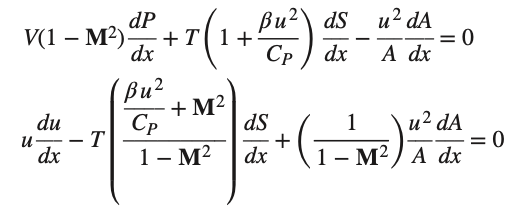 V(1 − M²) dP/dx + T(1 + βu²/C_P) dS/dx − u²/A dA/dx = 0
u du/dx − T((βu²/C_P + M²)/(1 − M²)) dS/dx + (1/(1 − M²)) u²/A dA/dx = 0